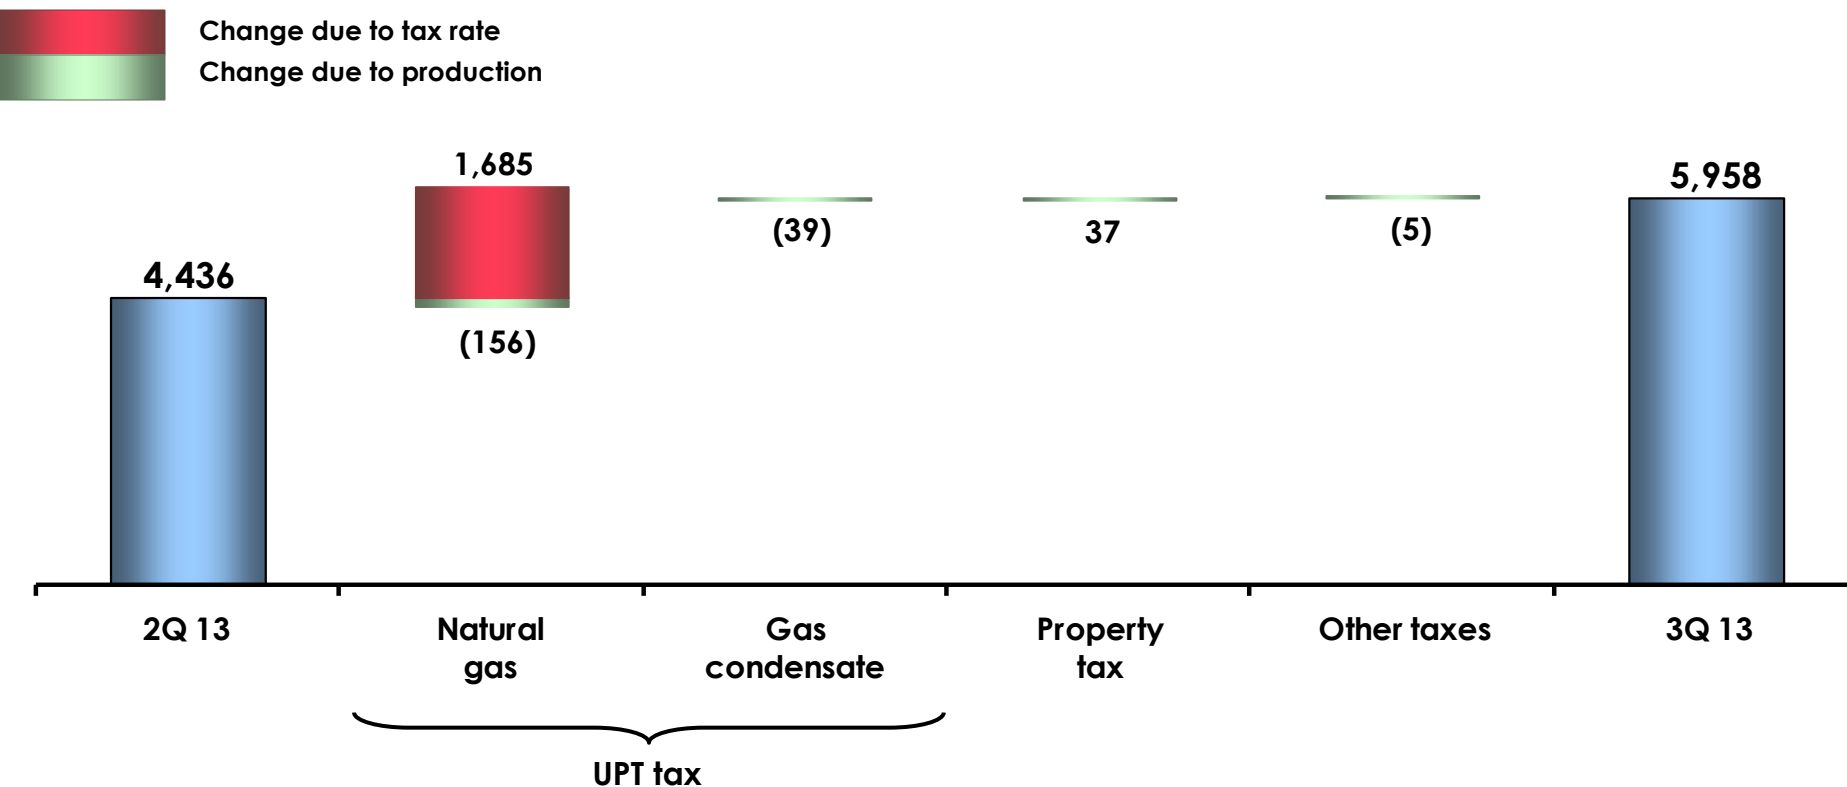 Change due to tax rate
Change due to production
1,685
5,958
(39)
37
(5)
4,436
(156)
2Q 13
Natural
gas
Gas
condensate
Property
tax
Other taxes
3Q 13
UPT tax